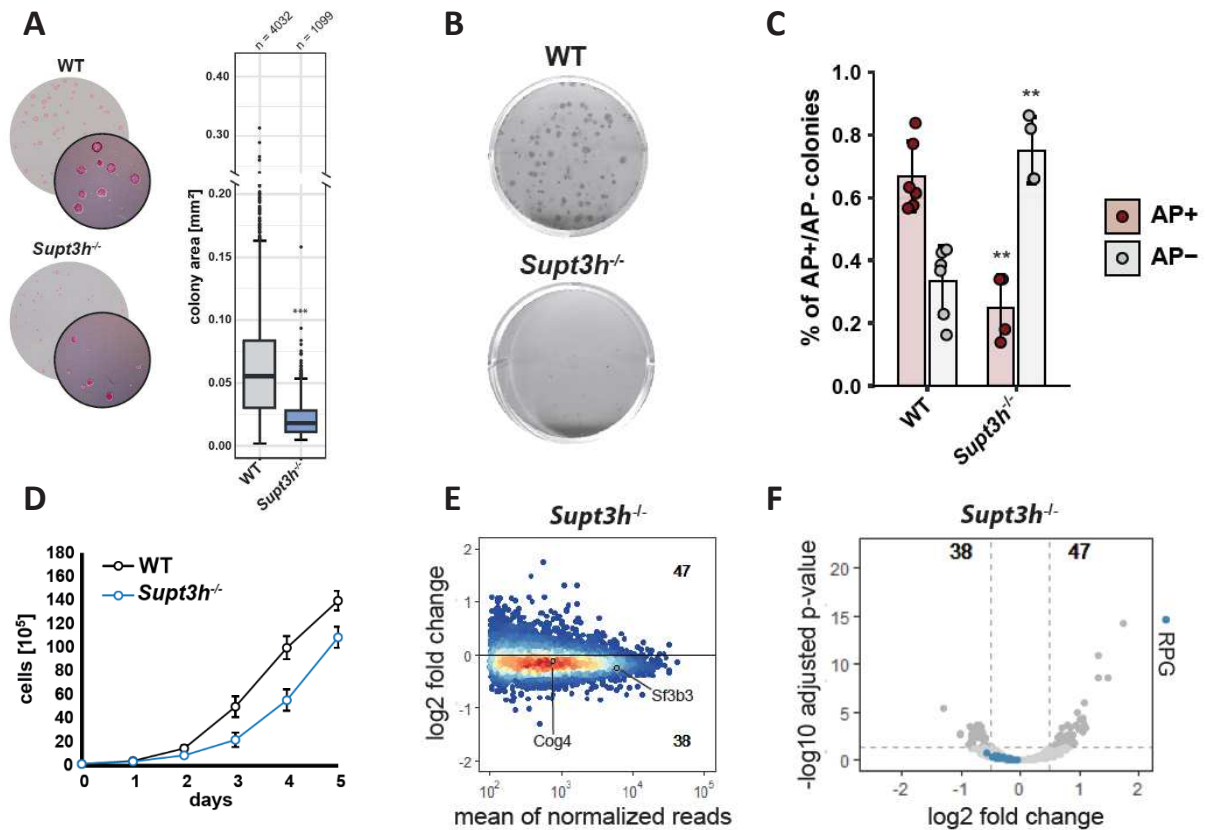 A
WT
Supt3h-/-
n = 4032
n = 1099
colony area [mm²]
0.40
0.30
0.20
0.15
0.10
0.05
0.00
***
WT
Supt3h-/-
B
WT
Supt3h-/-
C
% of AP+/AP- colonies
1.0
0.8
0.6
0.4
0.2
0.0
**
**
WT
Supt3h-/-
AP+
AP−
D
cells [10⁵]
180
160
140
120
100
80
60
40
20
0
WT
Supt3h-/-
0 1 2 3 4 5
days
E
Supt3h-/-
log2 fold change
2
1
0
-1
-2
47
Sf3b3
Cog4
38
10² 10³ 10⁴ 10⁵
mean of normalized reads
F
Supt3h-/-
-log10 adjusted p-value
20
15
10
5
0
38
47
RPG
-2 -1 0 1 2
log2 fold change